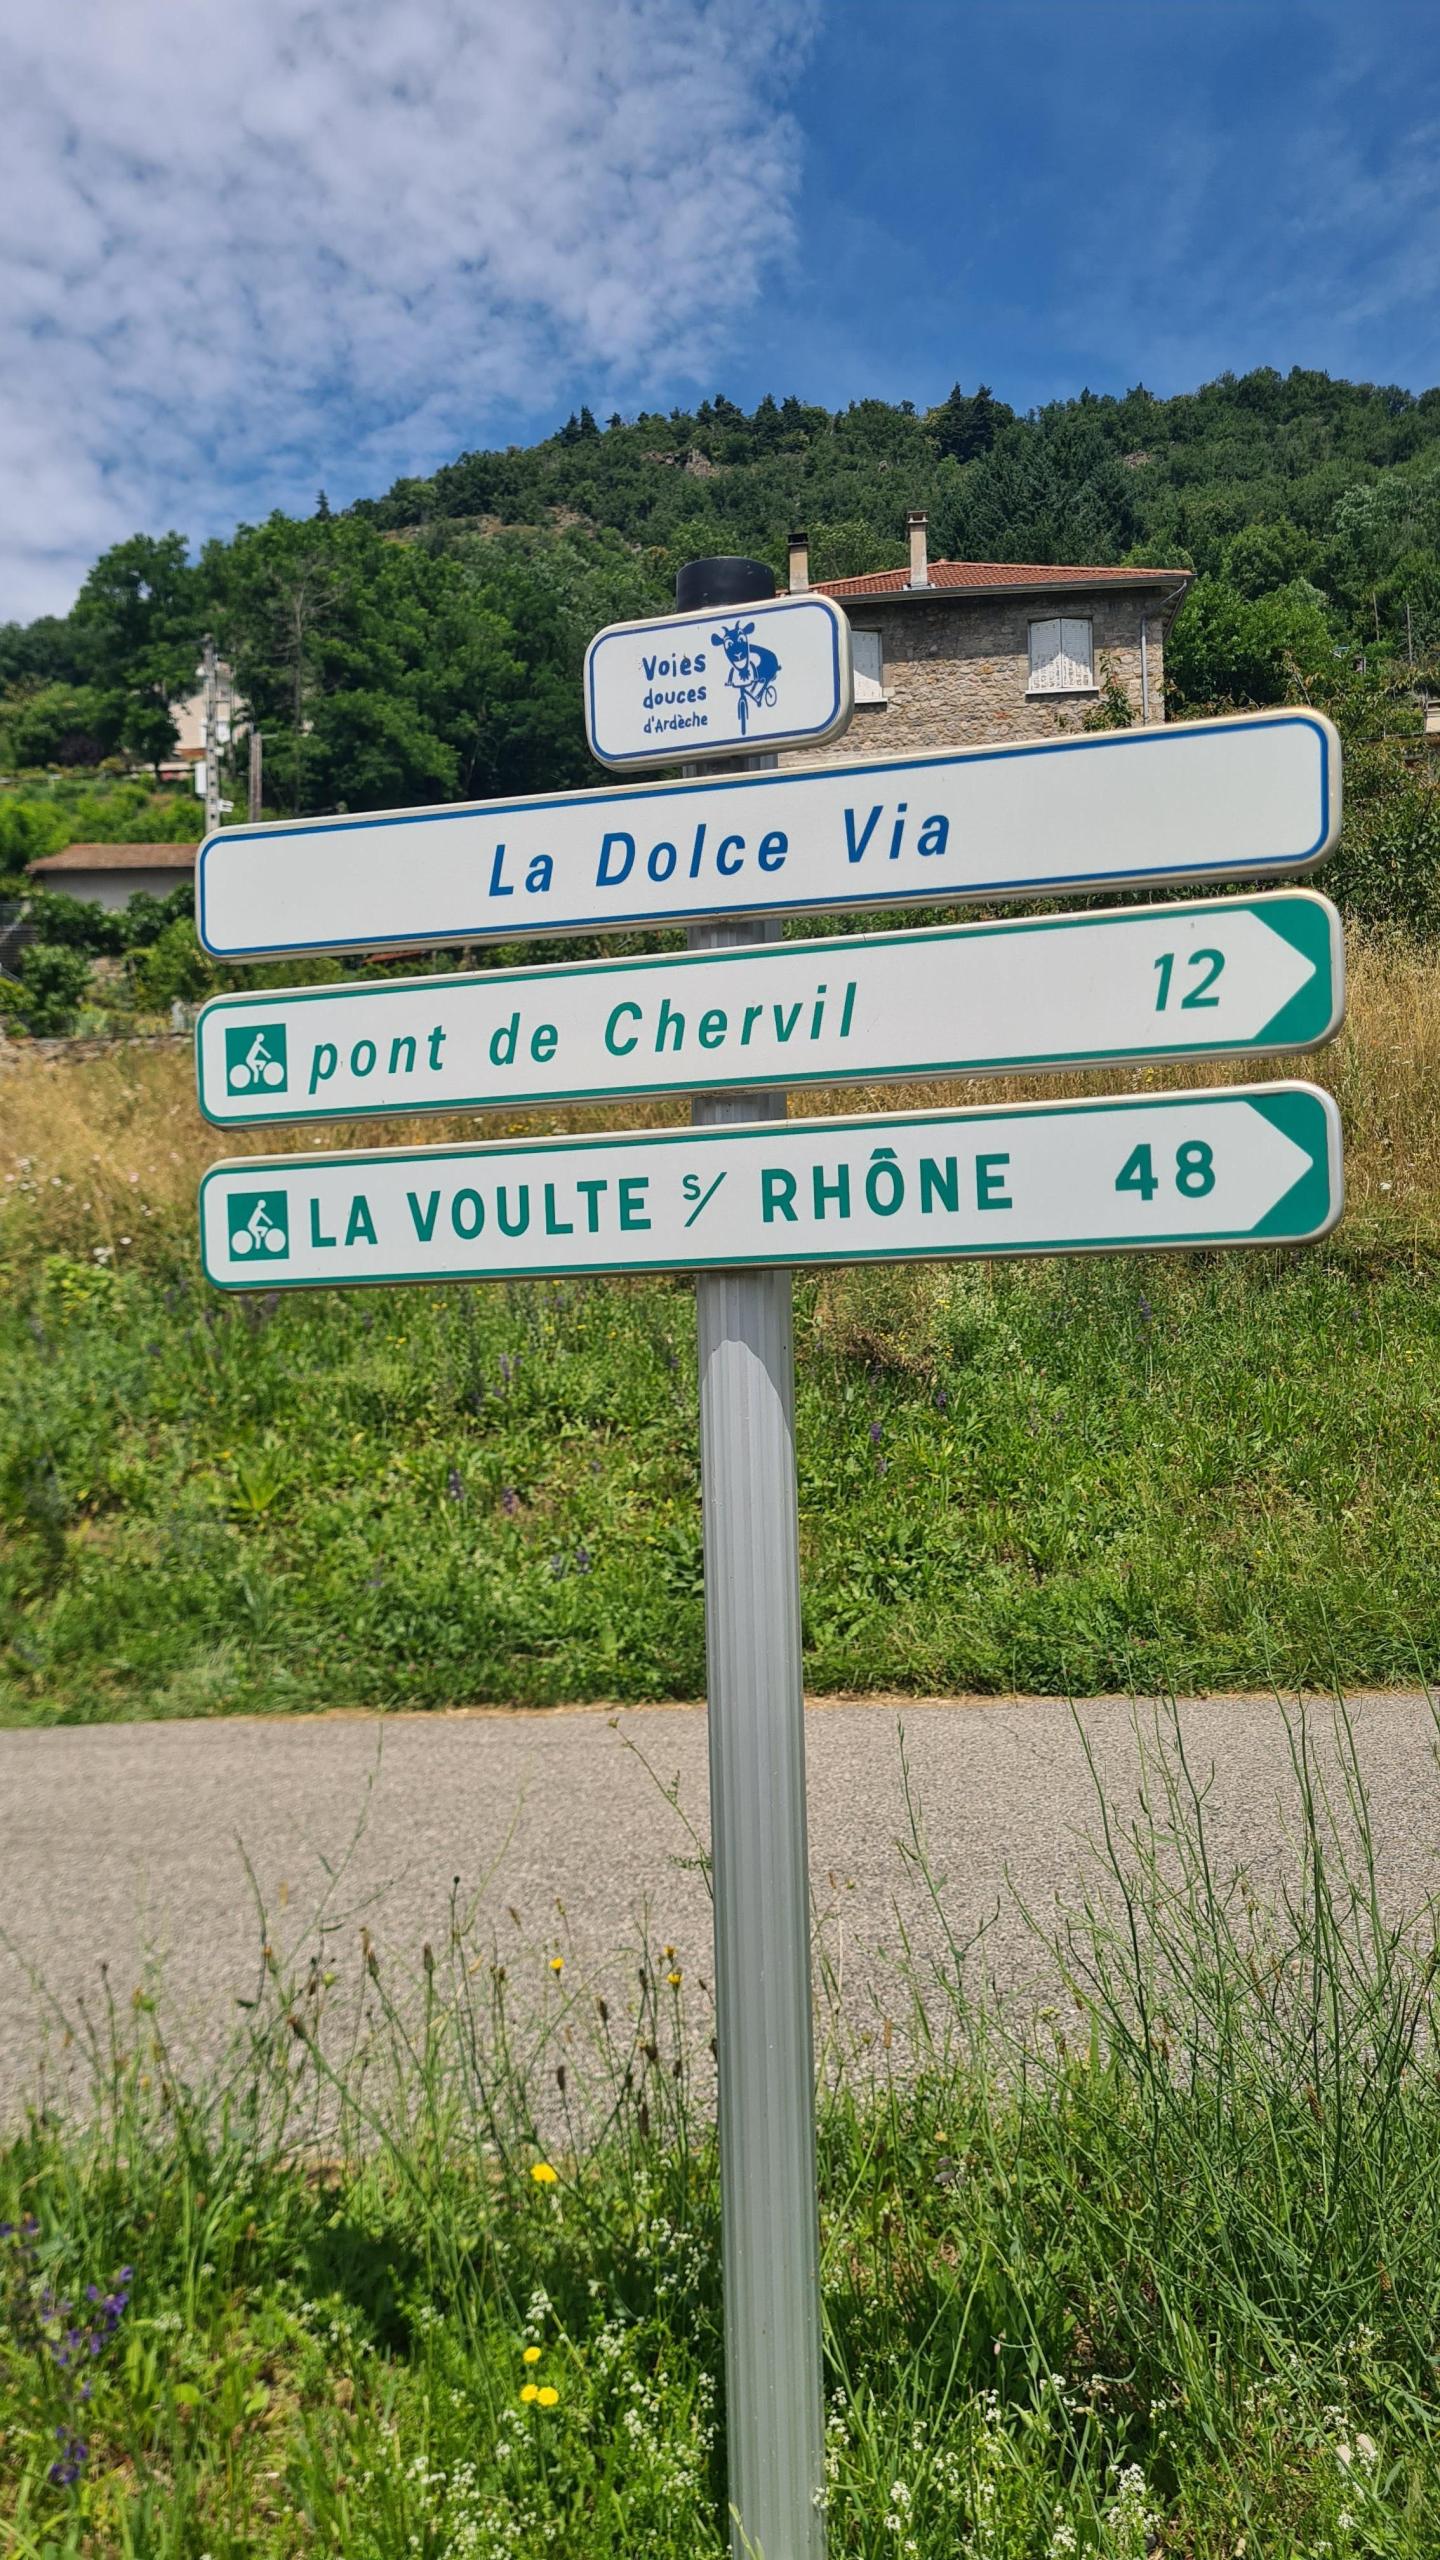 Voies
douces
d'Ardèche
La Dolce Via
pont de Chervil 12
LA VOULTE s/ RHÔNE 48